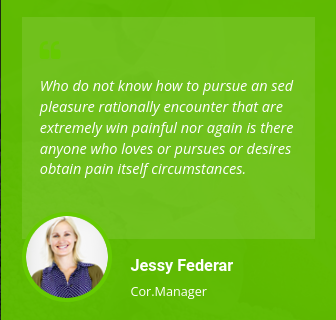 Who do not know how to pursue an sed
pleasure rationally encounter that are
extremely win painful nor again is there
anyone who loves or pursues or desires
obtain pain itself circumstances.
Jessy Federar
Cor.Manager